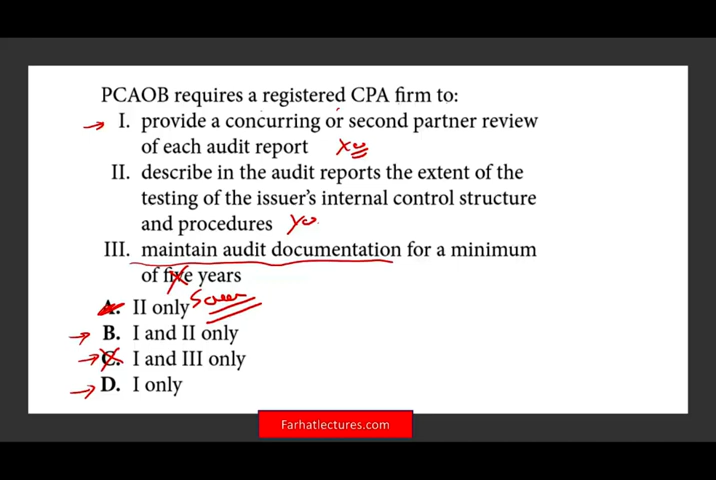 PCAOB requires a registered CPA firm to:
I. provide a concurring or second partner review
of each audit report
II. describe in the audit reports the extent of the
testing of the issuer's internal control structure
and procedures
III. maintain audit documentation for a minimum
of five years
A. II only
B. I and II only
C. I and III only
D. I only
Farhatlectures.com